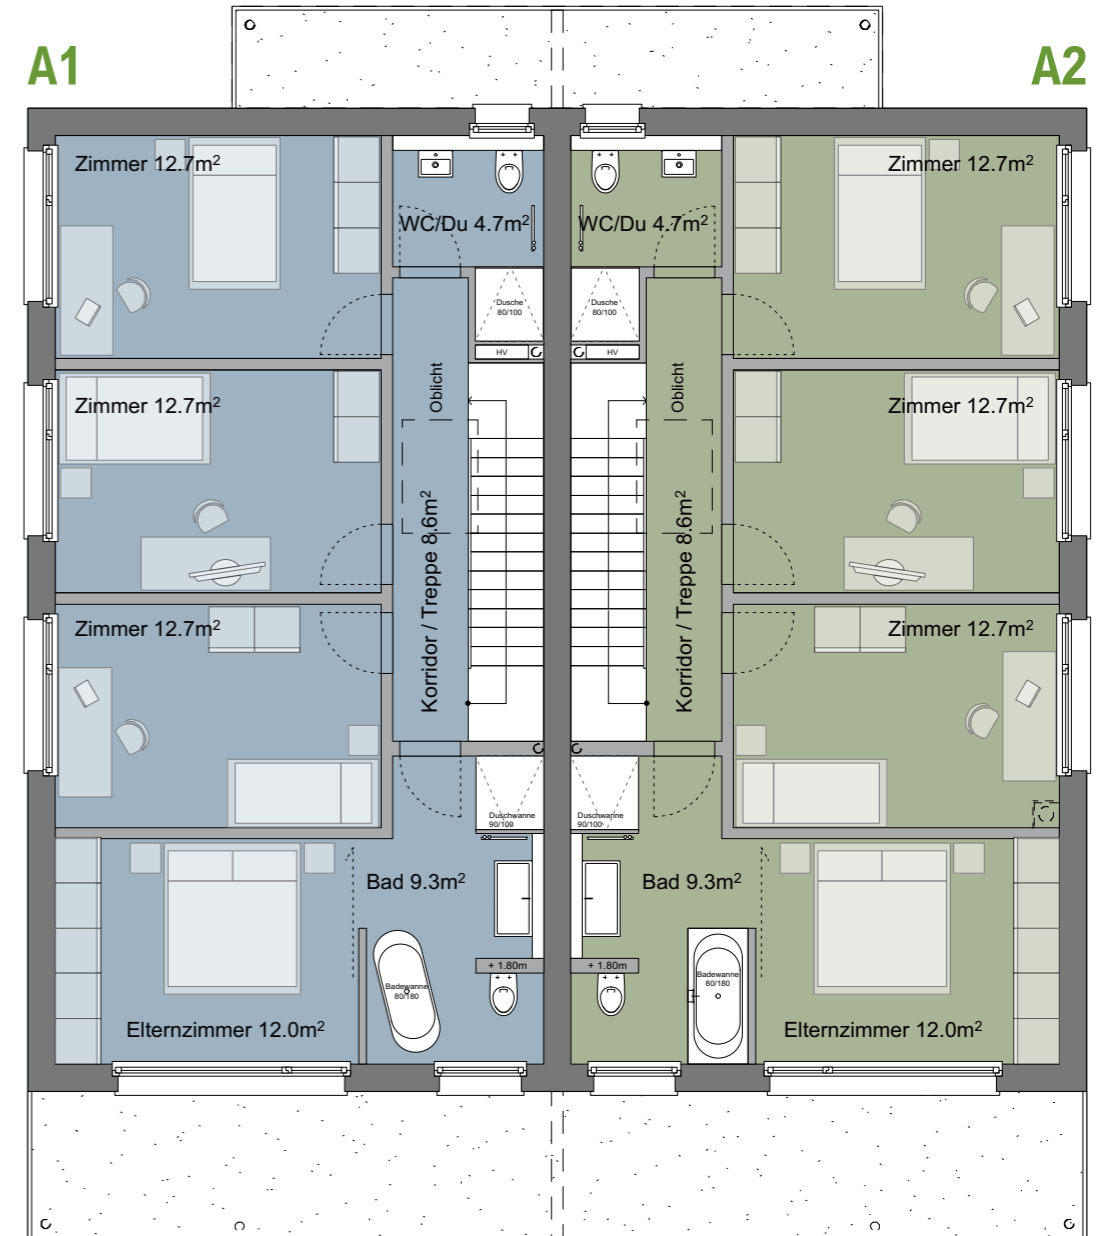 A1
A2
Zimmer 12.7m²
Zimmer 12.7m²
WC/Du 4.7m²
WC/Du 4.7m²
Dusche
80/100
Dusche
80/100
HV
HV
Oblicht
Oblicht
Zimmer 12.7m²
Zimmer 12.7m²
Korridor / Treppe 8.6m²
Korridor / Treppe 8.6m²
Zimmer 12.7m²
Zimmer 12.7m²
Duschwanne
90/100
Duschwanne
90/100
Bad 9.3m²
Bad 9.3m²
+ 1.80m
+ 1.80m
Badewanne
80/180
Badewanne
80/180
Elternzimmer 12.0m²
Elternzimmer 12.0m²